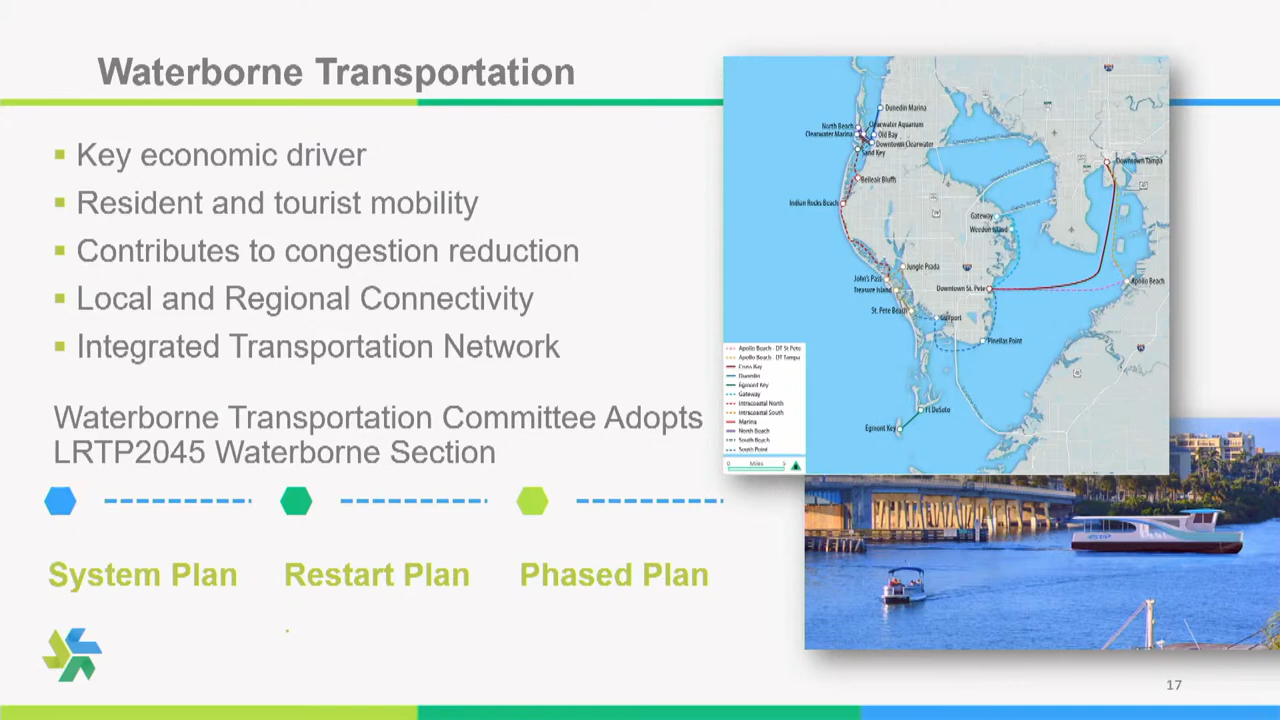 Waterborne Transportation
Key economic driver
Resident and tourist mobility
Contributes to congestion reduction
Local and Regional Connectivity
Integrated Transportation Network
Waterborne Transportation Committee Adopts
LRTP2045 Waterborne Section
System Plan
Restart Plan
Phased Plan
Dunedin Marina
North Beach
Clearwater Aquarium
Clearwater Marina
Old Bay
Downtown Clearwater
Sand Key
Belleair Bluffs
Indian Rocks Beach
Downtown Tampa
Gateway
Weedon Island
Jungle Prada
John's Pass
Treasure Island
Downtown St. Pete
Apollo Beach
St. Pete Beach
Gulfport
Pinellas Point
Ft DeSoto
Egmont Key
Apollo Beach - DT St Pete
Apollo Beach - DT Tampa
Cross Bay
Dunedin
Egmont Key
Gateway
Intracoastal North
Intracoastal South
Marina
North Beach
South Beach
South Point
0 Miles 5
17